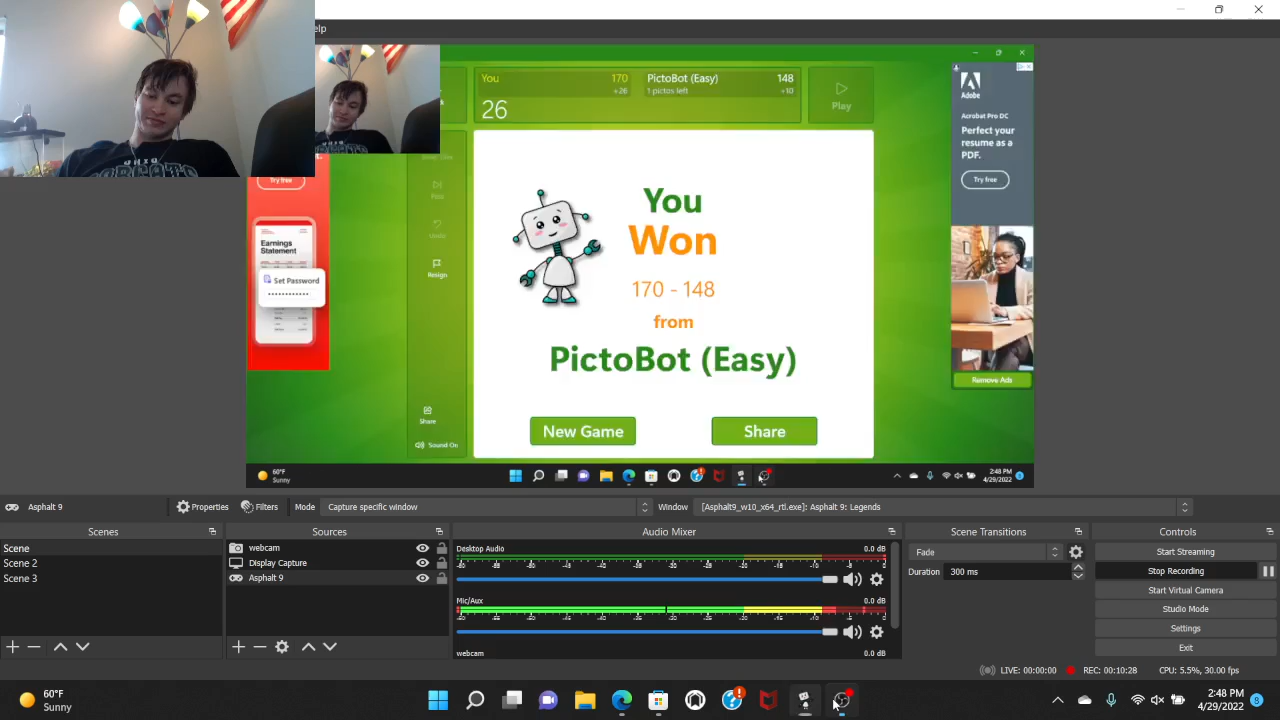 elp
You 170 PictoBot (Easy) 148
+26 1 pictos left +10
26
Play
Pass
Undo
Resign
Share
Sound On
Try free
Earnings
Statement
Set Password
You
Won
170 - 148
from
PictoBot (Easy)
New Game Share
Adobe
Acrobat Pro DC
Perfect your
resume as a
PDF.
Try free
Remove Ads
60°F
Sunny
2:48 PM
4/29/2022
Asphalt 9 Properties Filters Mode Capture specific window Window [Asphalt9_w10_x64_rtl.exe]: Asphalt 9: Legends
Scenes
Scene
Scene 2
Scene 3
Sources
webcam
Display Capture
Asphalt 9
Audio Mixer
Desktop Audio 0.0 dB
Mic/Aux 0.0 dB
webcam 0.0 dB
Scene Transitions
Fade
Duration 300 ms
Controls
Start Streaming
Stop Recording
Start Virtual Camera
Studio Mode
Settings
Exit
LIVE: 00:00:00 REC: 00:10:28 CPU: 5.5%, 30.00 fps
60°F
Sunny
2:48 PM
4/29/2022
8